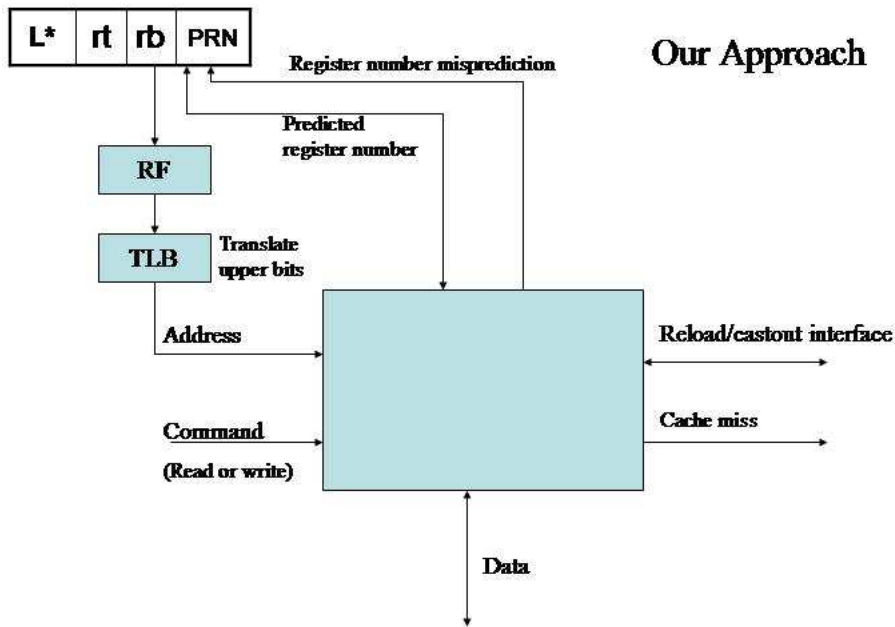 L* rt rb PRN
Our Approach
Register number misprediction
Predicted
register number
RF
TLB
Translate
upper bits
Address
Reload/castout interface
Command
(Read or write)
Cache miss
Data